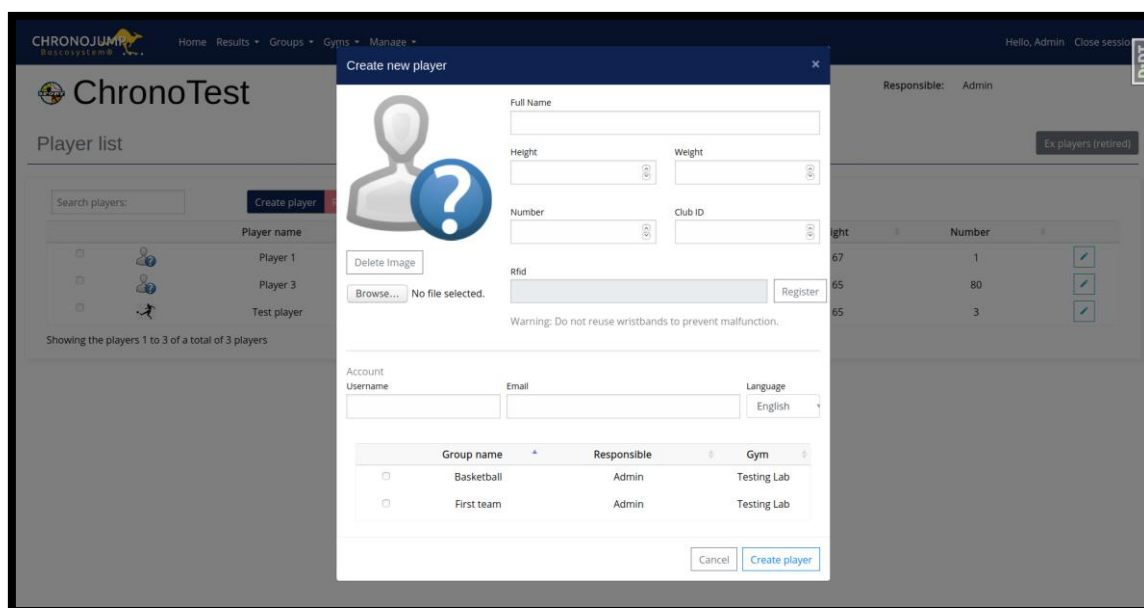 CHRONOJUMP
Boscosystem®
Home Results Groups Gyms Manage
Hello, Admin Close sessio
ChronoTest
Responsible: Admin
Player list
Ex players (retired)
Search players:
Create player
Player name
Number
Player 1
67
1
Player 3
65
80
Test player
65
3
Showing the players 1 to 3 of a total of 3 players
Create new player
×
Full Name
Height Weight
Number Club ID
Delete Image
Browse... No file selected.
Rfid
Register
Warning: Do not reuse wristbands to prevent malfunction.
Account
Username Email Language
English
Group name Responsible Gym
Basketball Admin Testing Lab
First team Admin Testing Lab
Cancel Create player